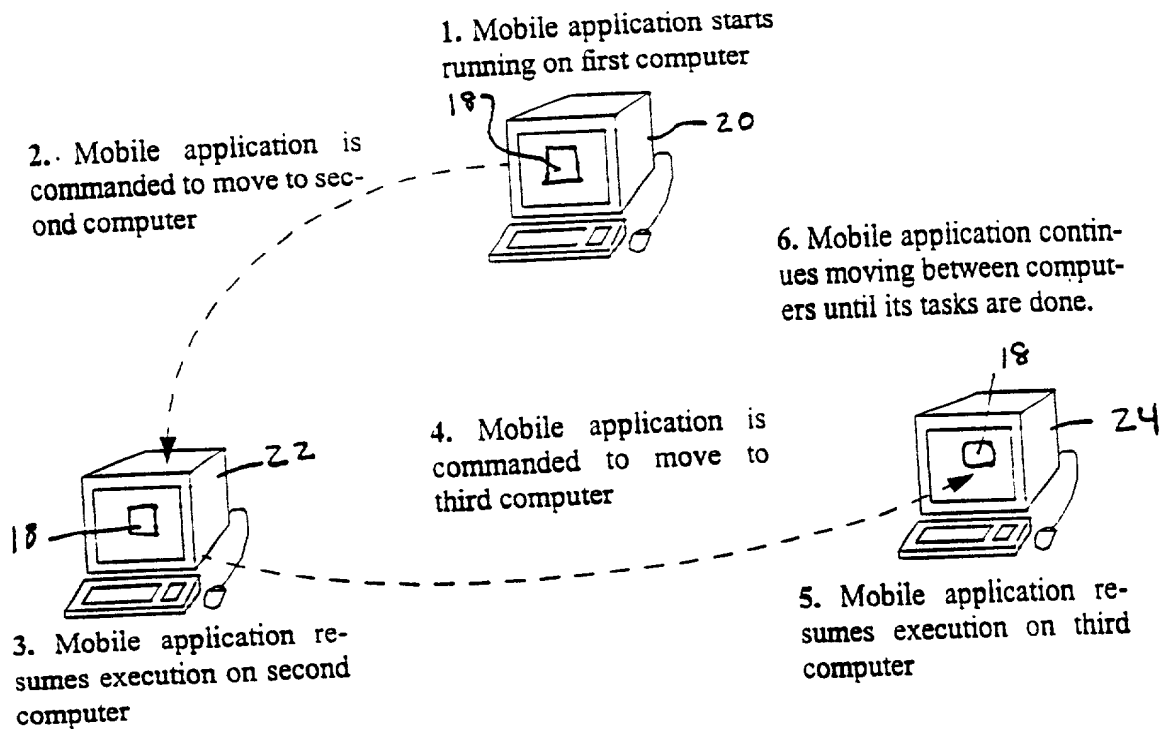 1. Mobile application starts
running on first computer
18
20
2. Mobile application is
commanded to move to sec-
ond computer
6. Mobile application contin-
ues moving between comput-
ers until its tasks are done.
18
24
4. Mobile application is
commanded to move to
third computer
22
18
3. Mobile application re-
sumes execution on second
computer
5. Mobile application re-
sumes execution on third
computer